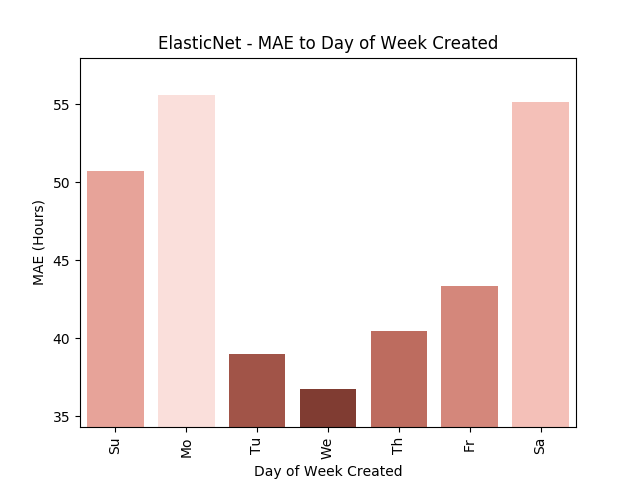 ElasticNet - MAE to Day of Week Created
MAE (Hours)
55
50
45
40
35
Su
Mo
Tu
We
Th
Fr
Sa
Day of Week Created